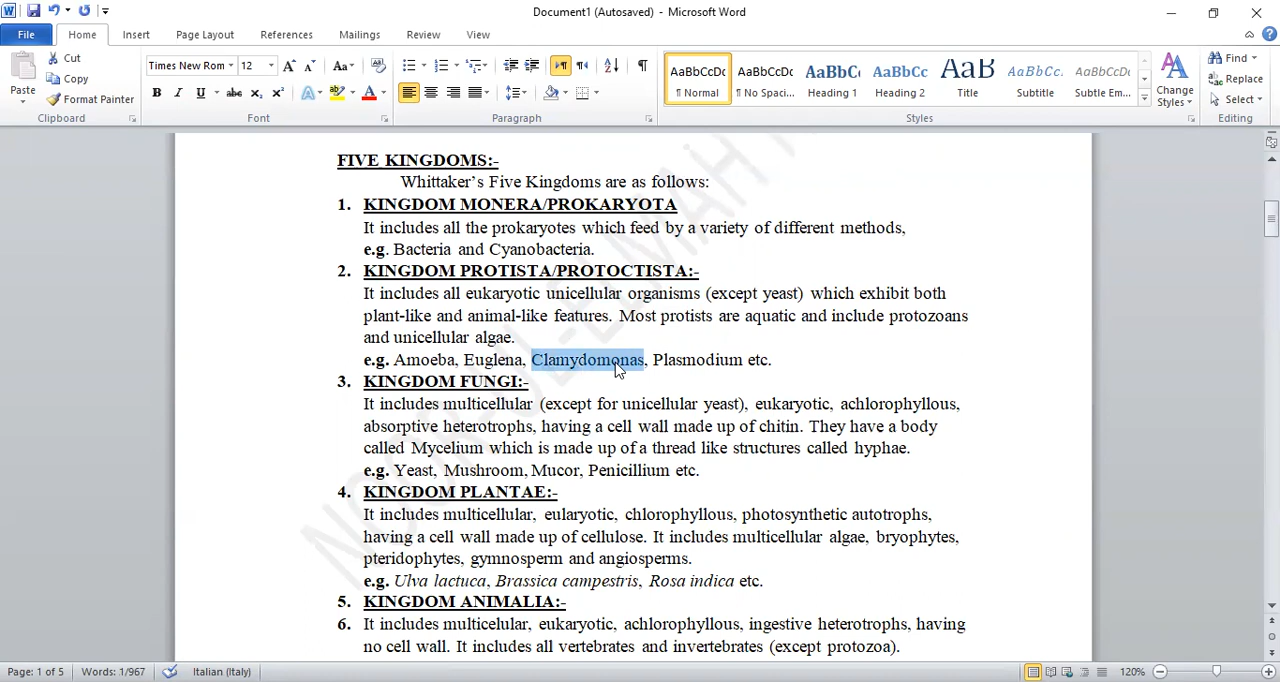 Document1 (Autosaved) - Microsoft Word
File Home Insert Page Layout References Mailings Review View
Cut
Copy
Format Painter
Paste
Clipboard
Times New Rom 12
Font
Paragraph
AaBbCcDc AaBbCcDc AaBbC AaBbCc AaB AaBbCc. AaBbCcDc
¶ Normal ¶ No Spaci... Heading 1 Heading 2 Title Subtitle Subtle Em...
Change Styles
Styles
Find
Replace
Select
Editing
FIVE KINGDOMS:-
Whittaker's Five Kingdoms are as follows:
1. KINGDOM MONERA/PROKARYOTA
It includes all the prokaryotes which feed by a variety of different methods,
e.g. Bacteria and Cyanobacteria.
2. KINGDOM PROTISTA/PROTOCTISTA:-
It includes all eukaryotic unicellular organisms (except yeast) which exhibit both
plant-like and animal-like features. Most protists are aquatic and include protozoans
and unicellular algae.
e.g. Amoeba, Euglena, Clamydomonas, Plasmodium etc.
3. KINGDOM FUNGI:-
It includes multicellular (except for unicellular yeast), eukaryotic, achlorophyllous,
absorptive heterotrophs, having a cell wall made up of chitin. They have a body
called Mycelium which is made up of a thread like structures called hyphae.
e.g. Yeast, Mushroom, Mucor, Penicillium etc.
4. KINGDOM PLANTAE:-
It includes multicellular, eularyotic, chlorophyllous, photosynthetic autotrophs,
having a cell wall made up of cellulose. It includes multicellular algae, bryophytes,
pteridophytes, gymnosperm and angiosperms.
e.g. Ulva lactuca, Brassica campestris, Rosa indica etc.
5. KINGDOM ANIMALIA:-
6. It includes multicelular, eukaryotic, achlorophyllous, ingestive heterotrophs, having
no cell wall. It includes all vertebrates and invertebrates (except protozoa).
Page: 1 of 5 Words: 1/967 Italian (Italy) 120%